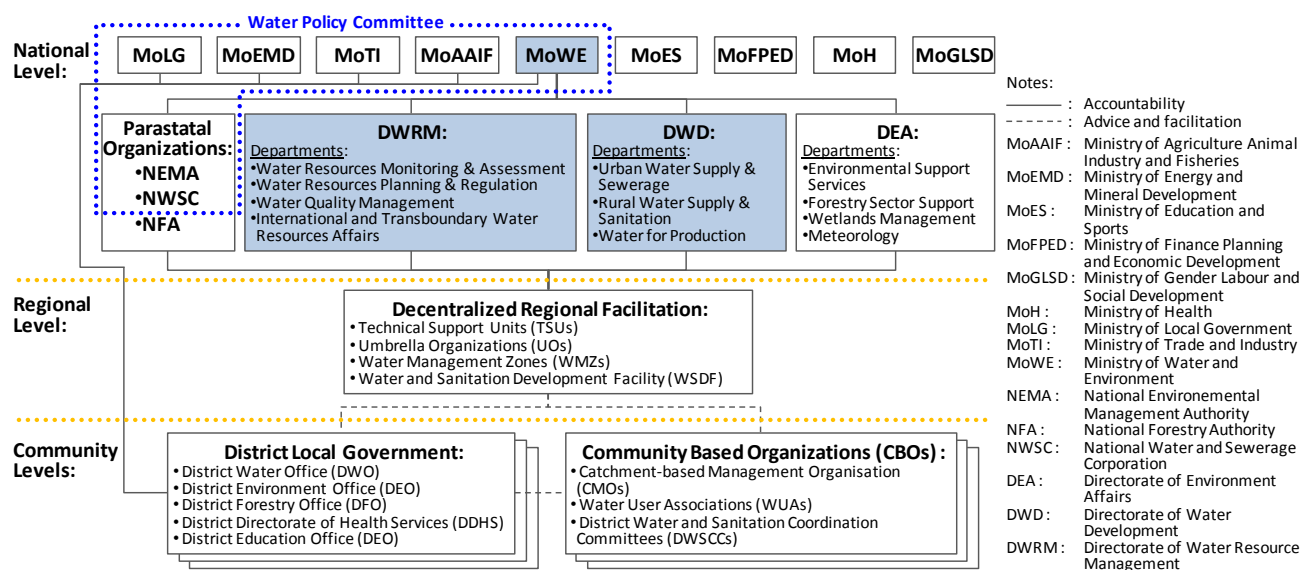 Water Policy Committee
National
Level:
MoLG
MoEMD
MoTI
MoAAIF
MoWE
MoES
MoFPED
MoH
MoGLSD
Parastatal
Organizations:
•NEMA
•NWSC
•NFA
DWRM:
Departments:
•Water Resources Monitoring & Assessment
•Water Resources Planning & Regulation
•Water Quality Management
•International and Transboundary Water
Resources Affairs
DWD:
Departments:
•Urban Water Supply &
Sewerage
•Rural Water Supply &
Sanitation
•Water for Production
DEA:
Departments:
•Environmental Support
Services
•Forestry Sector Support
•Wetlands Management
•Meteorology
Regional
Level:
Decentralized Regional Facilitation:
• Technical Support Units (TSUs)
• Umbrella Organizations (UOs)
• Water Management Zones (WMZs)
• Water and Sanitation Development Facility (WSDF)
Community
Levels:
District Local Government:
• District Water Office (DWO)
• District Environment Office (DEO)
• District Forestry Office (DFO)
• District Directorate of Health Services (DDHS)
• District Education Office (DEO)
Community Based Organizations (CBOs) :
• Catchment-based Management Organisation
(CMOs)
• Water User Associations (WUAs)
• District Water and Sanitation Coordination
Committees (DWSCCs)
Notes:
: Accountability
: Advice and facilitation
MoAAIF : Ministry of Agriculture Animal
Industry and Fisheries
MoEMD : Ministry of Energy and
Mineral Development
MoES : Ministry of Education and
Sports
MoFPED : Ministry of Finance Planning
and Economic Development
MoGLSD : Ministry of Gender Labour and
Social Development
MoH : Ministry of Health
MoLG : Ministry of Local Government
MoTI : Ministry of Trade and Industry
MoWE : Ministry of Water and
Environment
NEMA : National Environemental
Management Authority
NFA : National Forestry Authority
NWSC : National Water and Sewerage
Corporation
DEA : Directorate of Environment
Affairs
DWD : Directorate of Water
Development
DWRM : Directorate of Water Resource
Management